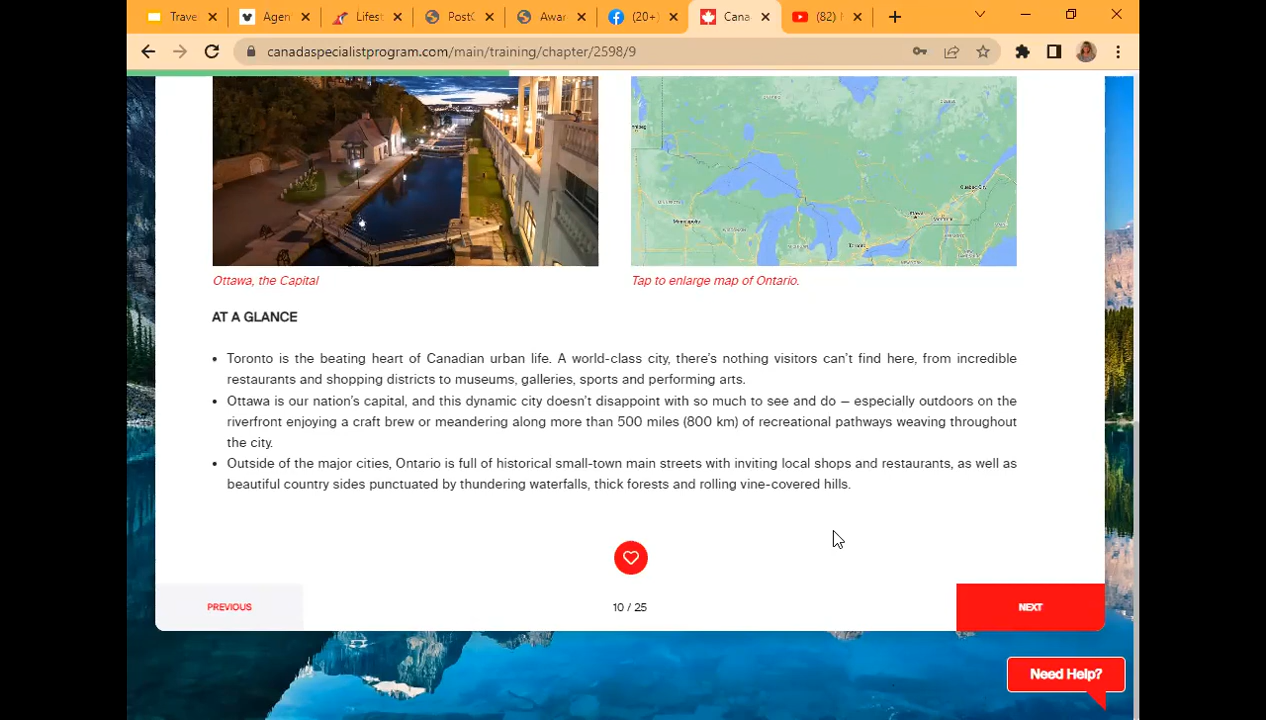 Trave
Agen
Lifest
PostC
Awar
(20+)
Cana
(82)
canadaspecialistprogram.com/main/training/chapter/2598/9
Ottawa, the Capital
Tap to enlarge map of Ontario.
AT A GLANCE
• Toronto is the beating heart of Canadian urban life. A world-class city, there's nothing visitors can't find here, from incredible
restaurants and shopping districts to museums, galleries, sports and performing arts.
• Ottawa is our nation's capital, and this dynamic city doesn't disappoint with so much to see and do – especially outdoors on the
riverfront enjoying a craft brew or meandering along more than 500 miles (800 km) of recreational pathways weaving throughout
the city.
• Outside of the major cities, Ontario is full of historical small-town main streets with inviting local shops and restaurants, as well as
beautiful country sides punctuated by thundering waterfalls, thick forests and rolling vine-covered hills.
PREVIOUS
10 / 25
NEXT
Need Help?